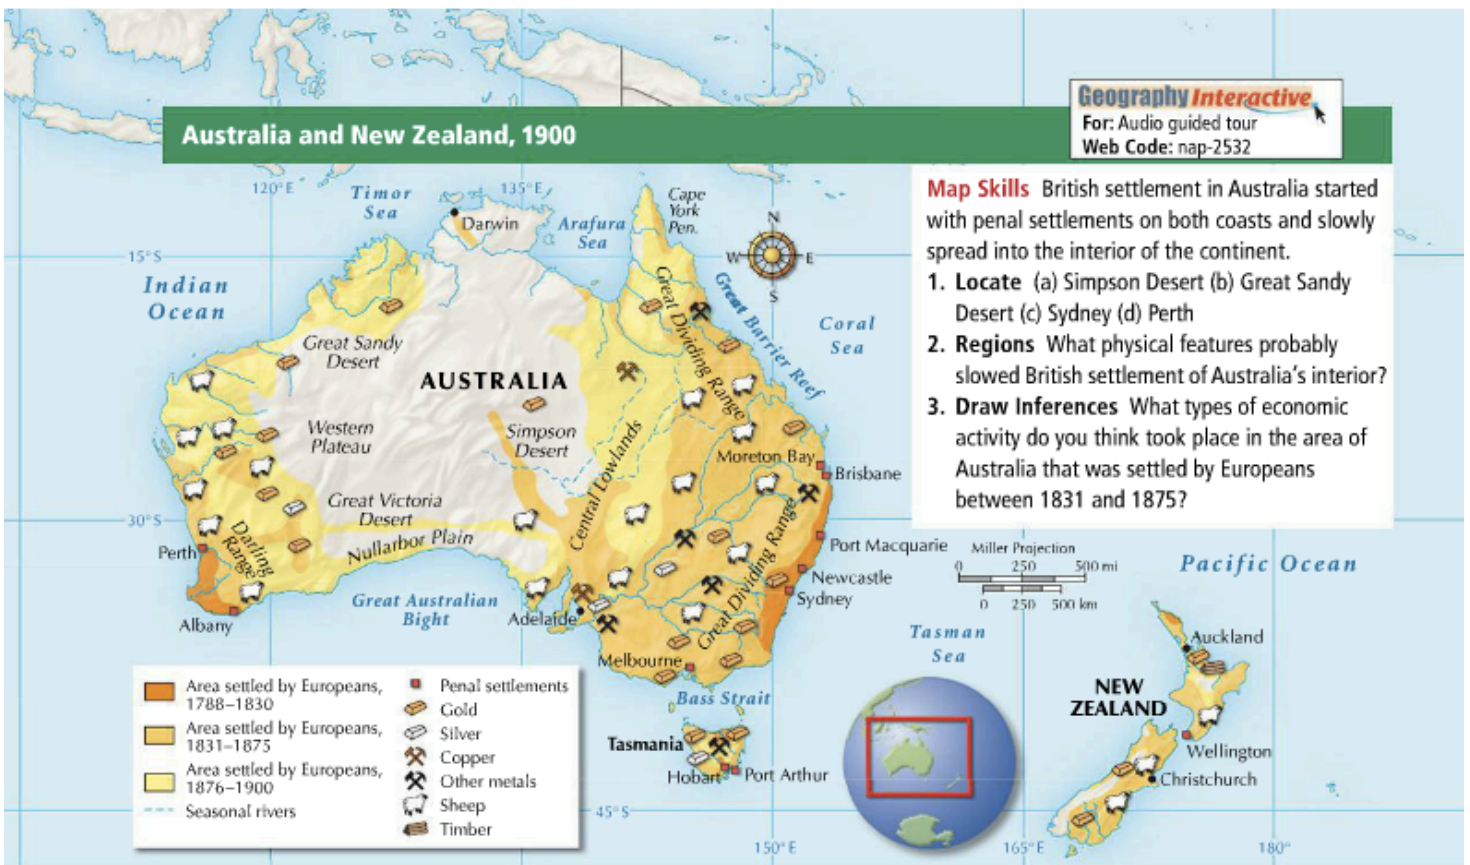 Geography Interactive
For: Audio guided tour
Web Code: nap-2532
Australia and New Zealand, 1900
Map Skills British settlement in Australia started
with penal settlements on both coasts and slowly
spread into the interior of the continent.
1. Locate (a) Simpson Desert (b) Great Sandy
Desert (c) Sydney (d) Perth
2. Regions What physical features probably
slowed British settlement of Australia's interior?
3. Draw Inferences What types of economic
activity do you think took place in the area of
Australia that was settled by Europeans
between 1831 and 1875?
120°E
135°E
Timor
Sea
Darwin
Arafura
Sea
Cape
York
Pen.
N
W
E
S
15°S
Indian
Ocean
Great Barrier Reef
Coral
Sea
Great Dividing Range
Great Sandy
Desert
AUSTRALIA
Western
Plateau
Simpson
Desert
Central Lowlands
Moreton Bay
Brisbane
Great Victoria
Desert
30°S
Nullarbor Plain
Darling
Range
Perth
Albany
Great Australian
Bight
Adelaide
Great Dividing Range
Port Macquarie
Newcastle
Sydney
Melbourne
Miller Projection
0 250 500 mi
0 250 500 km
Pacific Ocean
Tasman
Sea
Bass Strait
Tasmania
Hobart
Port Arthur
Auckland
NEW
ZEALAND
Wellington
Christchurch
45°S
150°E
165°E
180°
Area settled by Europeans,
1788–1830
Area settled by Europeans,
1831–1875
Area settled by Europeans,
1876–1900
Seasonal rivers
Penal settlements
Gold
Silver
Copper
Other metals
Sheep
Timber